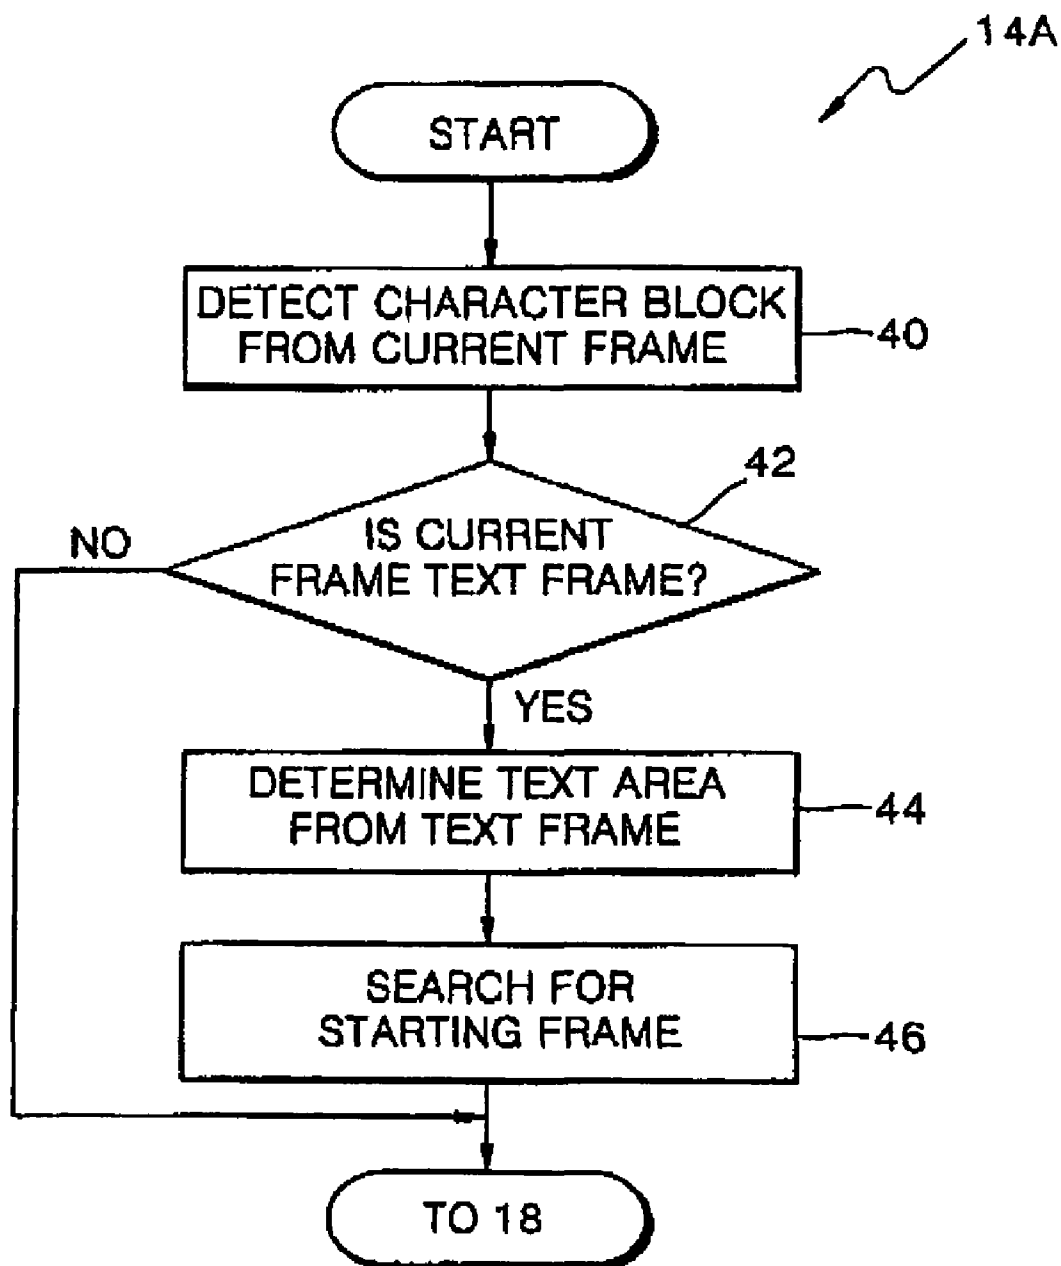 14A
START
DETECT CHARACTER BLOCK
FROM CURRENT FRAME
40
42
NO
IS CURRENT
FRAME TEXT FRAME?
YES
DETERMINE TEXT AREA
FROM TEXT FRAME
44
SEARCH FOR
STARTING FRAME
46
TO 18